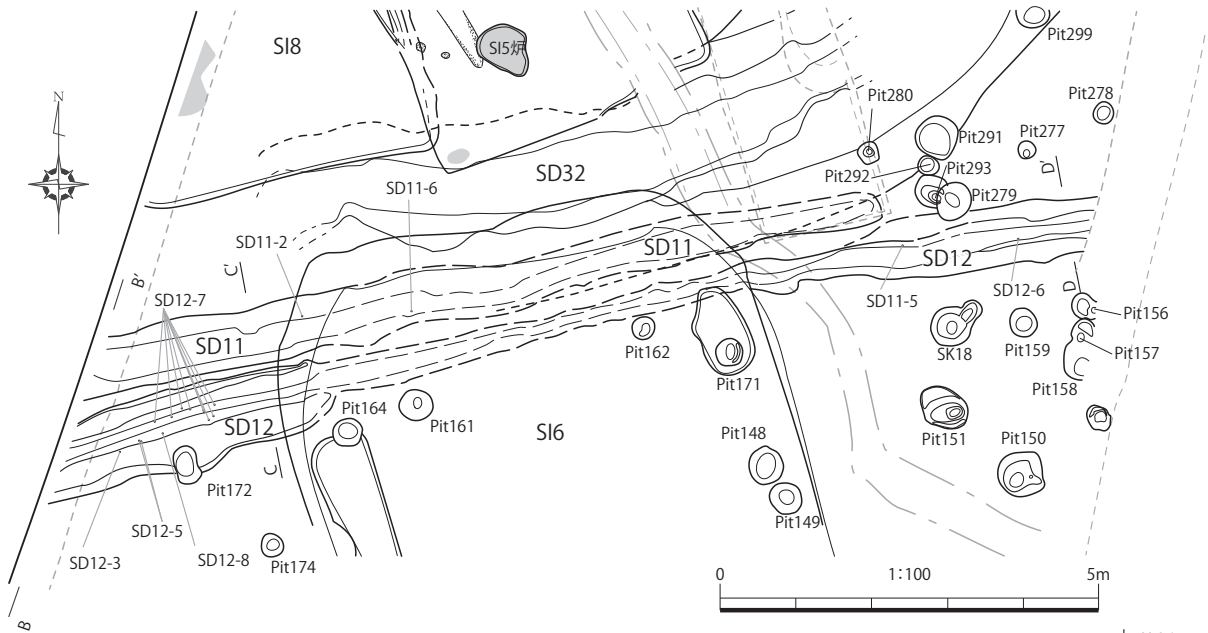 SI8
SI5炉
Pit299
N
Pit280
Pit278
Pit291
Pit277
SD32
Pit292
Pit293
D'
SD11-6
Pit279
SD11-2
SD11
SD12
C'
B'
SD12-7
SD11-5
SD12-6
D
Pit156
SD11
Pit162
SK18
Pit159
Pit157
Pit171
Pit158
Pit164
Pit161
SD12
SI6
Pit148
Pit151
Pit150
C
Pit172
Pit149
SD12-5
SD12-3
SD12-8
Pit174
0
1:100
5m
B